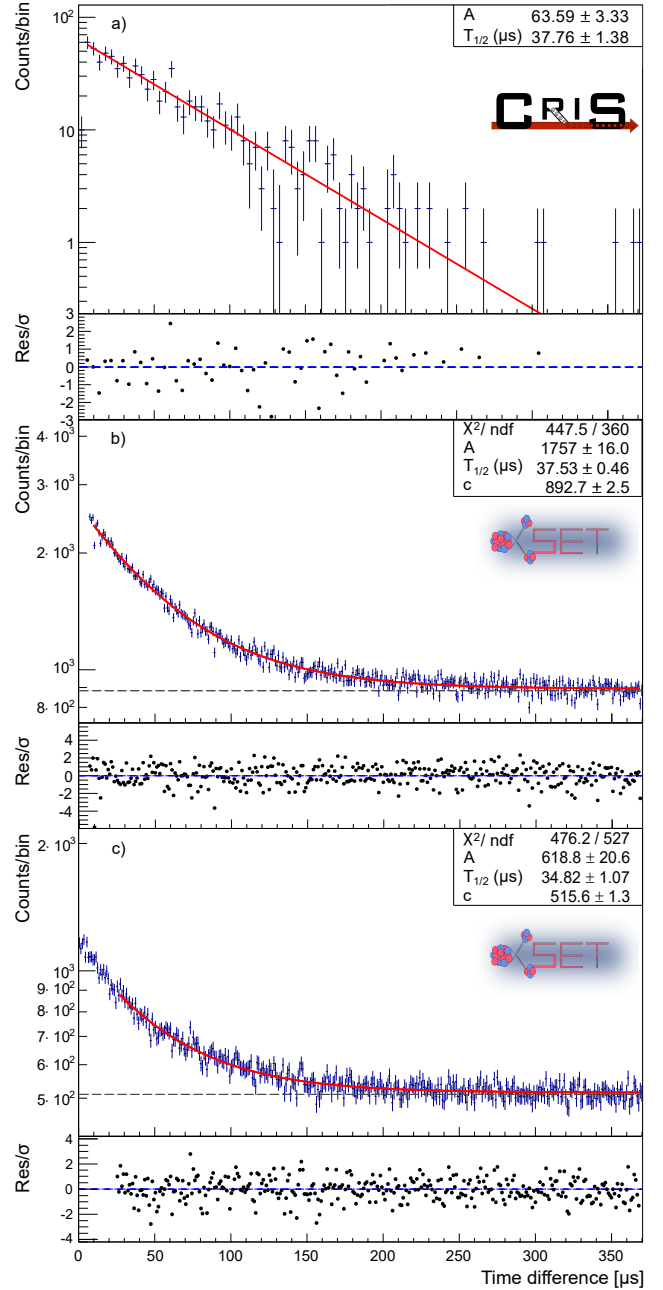 a)
A 63.59 ± 3.33
T1/2 (μs) 37.76 ± 1.38
CRIS
Counts/bin
10²
10
1
Res/σ
3
2
1
0
-1
-2
-3
b)
Χ²/ ndf 447.5 / 360
A 1757 ± 16.0
T1/2 (μs) 37.53 ± 0.46
c 892.7 ± 2.5
SET
Counts/bin
4· 10³
3· 10³
2· 10³
10³
8· 10²
Res/σ
4
2
0
-2
-4
c)
Χ²/ ndf 476.2 / 527
A 618.8 ± 20.6
T1/2 (μs) 34.82 ± 1.07
c 515.6 ± 1.3
SET
Counts/bin
2· 10³
10³
9· 10²
8· 10²
7· 10²
6· 10²
5· 10²
Res/σ
4
2
0
-2
-4
0 50 100 150 200 250 300 350
Time difference [μs]